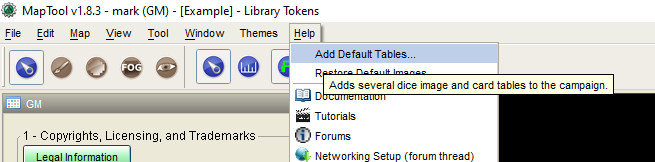 MapTool v1.8.3 - mark (GM) - [Example] - Library Tokens
File Edit Map View Tool Window Themes Help
FOG
Add Default Tables...
Restore Default Images
Adds several dice image and card tables to the campaign.
GM
Documentation
Tutorials
1 - Copyrights, Licensing, and Trademarks
Forums
Legal Information
Networking Setup (forum thread)